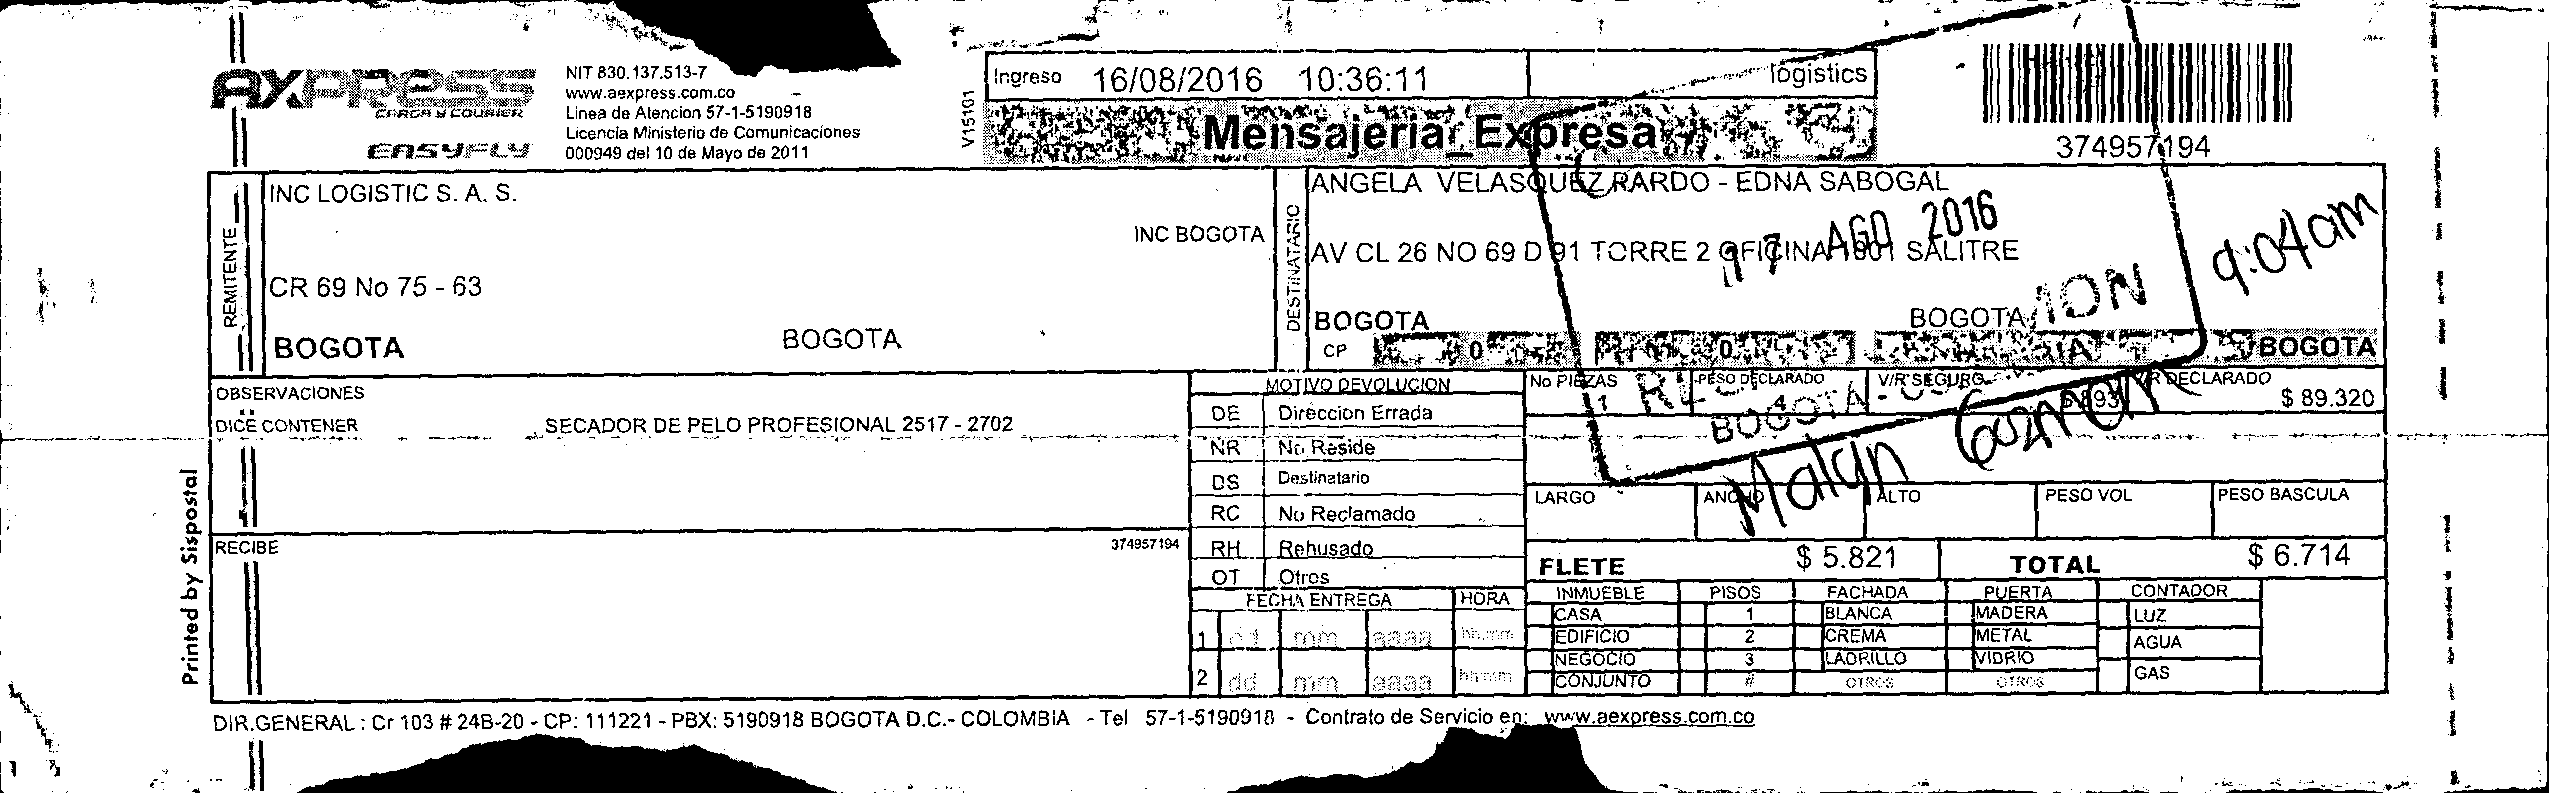 AXPRESS
CARGA Y COURIER
EASYFLY
NIT 830.137.513-7
www.aexpress.com.co
Linea de Atencion 57-1-5190918
Licencia Ministerio de Comunicaciones
000949 del 10 de Mayo de 2011
V15101
Ingreso 16/08/2016 10:36:11 logistics
Mensajeria Expresa
374957194
REMITENTE
INC LOGISTIC S. A. S.
INC BOGOTA
CR 69 No 75 - 63
BOGOTA BOGOTA
DESTINATARIO
ANGELA VELASQUEZ RARDO - EDNA SABOGAL
AV CL 26 NO 69 D 91 TORRE 2 OFICINA SALITRE
BOGOTA BOGOTA
CP 0 0 BOGOTA
17 AGO 2016
9:04am
BOGOTA
Malyn Guzman
OBSERVACIONES
DICE CONTENER SECADOR DE PELO PROFESIONAL 2517 - 2702
MOTIVO DEVOLUCION
DE Direccion Errada
NR No Reside
DS Destinatario
RC No Reclamado
RH Rehusado
OT Otros
No PIEZAS PESO DECLARADO V/R SEGURO V/R DECLARADO
1 4 $ 893 $ 89.320
LARGO ANCHO ALTO PESO VOL PESO BASCULA
RECIBE 374957194
FLETE $ 5.821 TOTAL $ 6.714
FECHA ENTREGA HORA
1 dd mm aaaa hh:mm
2 dd mm aaaa hh:mm
INMUEBLE PISOS FACHADA PUERTA CONTADOR
CASA 1 BLANCA MADERA LUZ
EDIFICIO 2 CREMA METAL AGUA
NEGOCIO 3 LADRILLO VIDRIO
CONJUNTO # OTROS OTROS GAS
Printed by Sispostal
DIR.GENERAL : Cr 103 # 24B-20 - CP: 111221 - PBX: 5190918 BOGOTA D.C.- COLOMBIA - Tel 57-1-5190918 - Contrato de Servicio en: www.aexpress.com.co